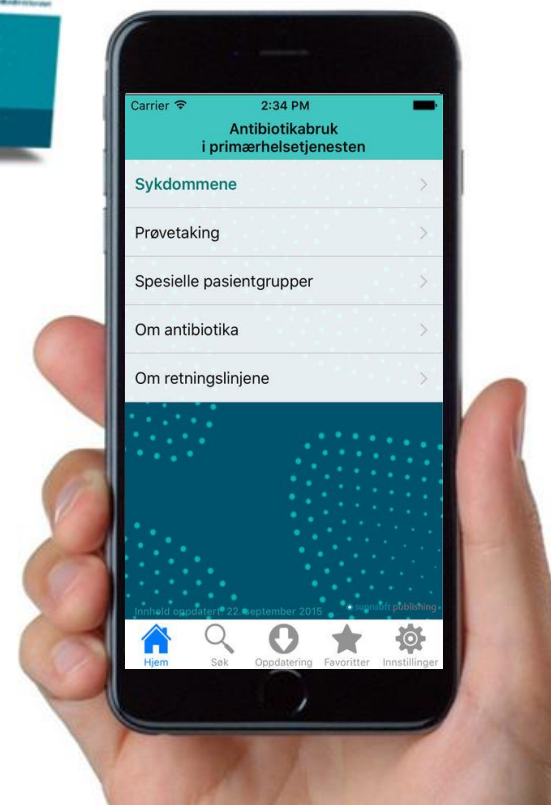 Carrier 2:34 PM
Antibiotikabruk
i primærhelsetjenesten
Sykdommene
Prøvetaking
Spesielle pasientgrupper
Om antibiotika
Om retningslinjene
Innhold oppdatert: 22. september 2015 sunnsoft publishing
Hjem Søk Oppdatering Favoritter Innstillinger